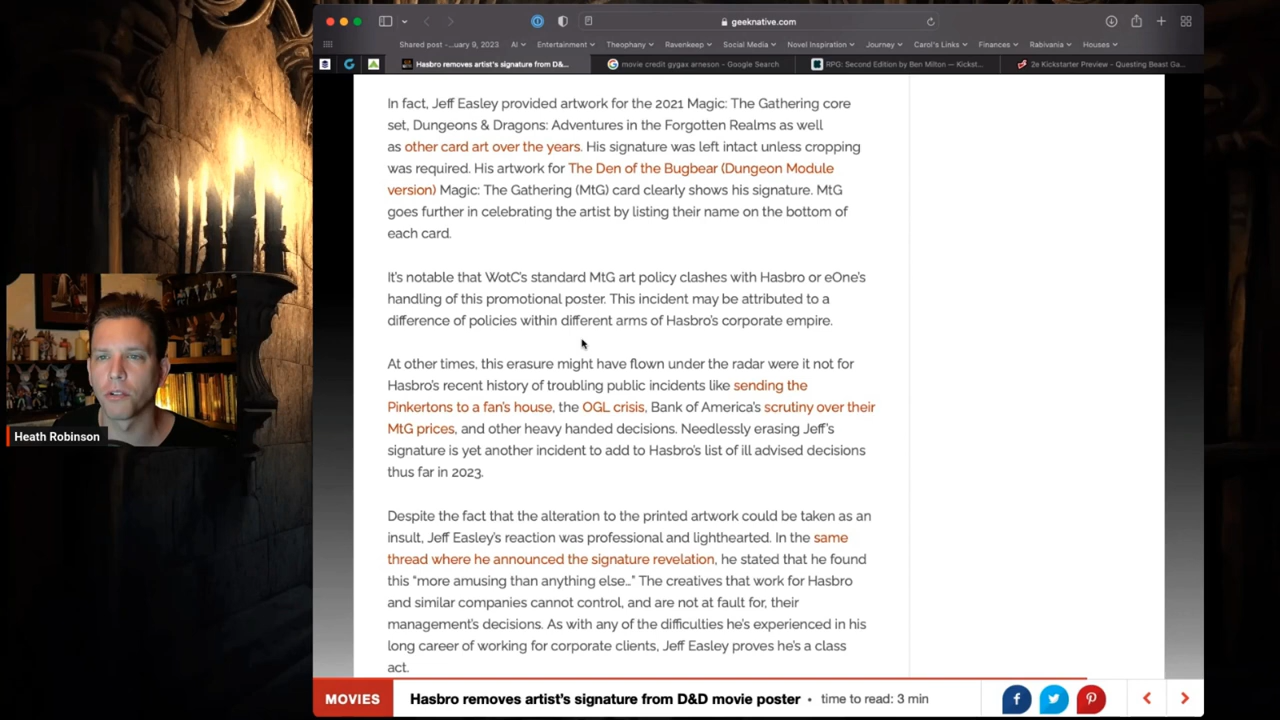 geeknative.com
Shared post -...uary 9, 2023 AI Entertainment Theophany Ravenkeep Social Media Novel Inspiration Journey Carol's Links Finances Rabivania Houses
Hasbro removes artist's signature from D&... movie credit gygax arneson - Google Search RPG: Second Edition by Ben Milton — Kickst... 2e Kickstarter Preview - Questing Beast Ga...
In fact, Jeff Easley provided artwork for the 2021 Magic: The Gathering core
set, Dungeons & Dragons: Adventures in the Forgotten Realms as well
as other card art over the years. His signature was left intact unless cropping
was required. His artwork for The Den of the Bugbear (Dungeon Module
version) Magic: The Gathering (MtG) card clearly shows his signature. MtG
goes further in celebrating the artist by listing their name on the bottom of
each card.
It's notable that WotC's standard MtG art policy clashes with Hasbro or eOne's
handling of this promotional poster. This incident may be attributed to a
difference of policies within different arms of Hasbro's corporate empire.
At other times, this erasure might have flown under the radar were it not for
Hasbro's recent history of troubling public incidents like sending the
Pinkertons to a fan's house, the OGL crisis, Bank of America's scrutiny over their
MtG prices, and other heavy handed decisions. Needlessly erasing Jeff's
signature is yet another incident to add to Hasbro's list of ill advised decisions
thus far in 2023.
Despite the fact that the alteration to the printed artwork could be taken as an
insult, Jeff Easley's reaction was professional and lighthearted. In the same
thread where he announced the signature revelation, he stated that he found
this “more amusing than anything else…” The creatives that work for Hasbro
and similar companies cannot control, and are not at fault for, their
management's decisions. As with any of the difficulties he's experienced in his
long career of working for corporate clients, Jeff Easley proves he's a class
act.
Heath Robinson
MOVIES Hasbro removes artist's signature from D&D movie poster • time to read: 3 min